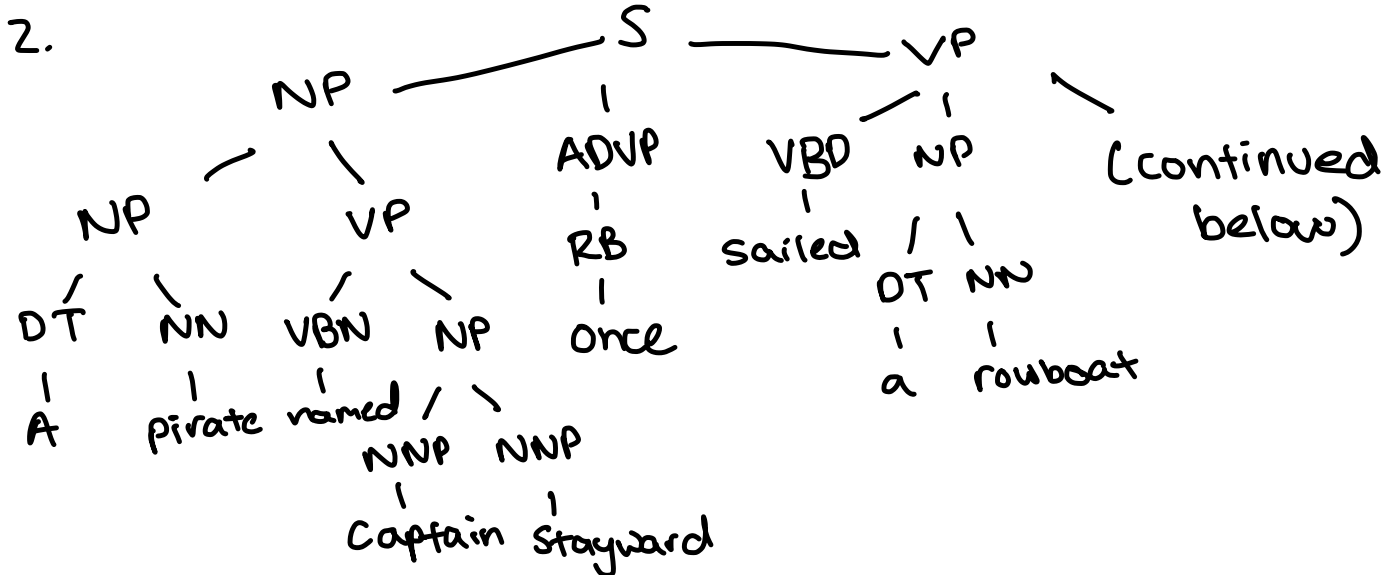 2.
S
NP VP
ADVP VBD NP (continued
NP VP below)
RB sailed
DT NN VBN NP once DT NN
A pirate named a rowboat
NNP NNP
Captain Stayward